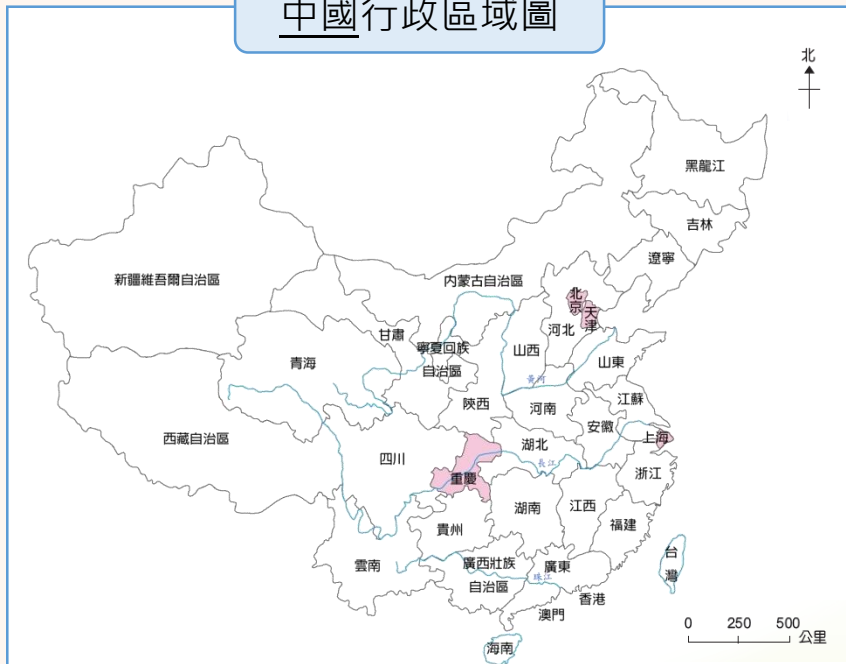 中國行政區域圖
北
黑龍江
吉林
遼寧
內蒙古自治區
新疆維吾爾自治區
北京
天津
河北
甘肅
寧夏回族
自治區
山西
山東
青海
黃河
陝西
河南
江蘇
安徽
上海
西藏自治區
四川
湖北
長江
重慶
浙江
湖南
江西
福建
貴州
雲南
廣西壯族
自治區
廣東
珠江
台灣
香港
澳門
海南
0 250 500
公里